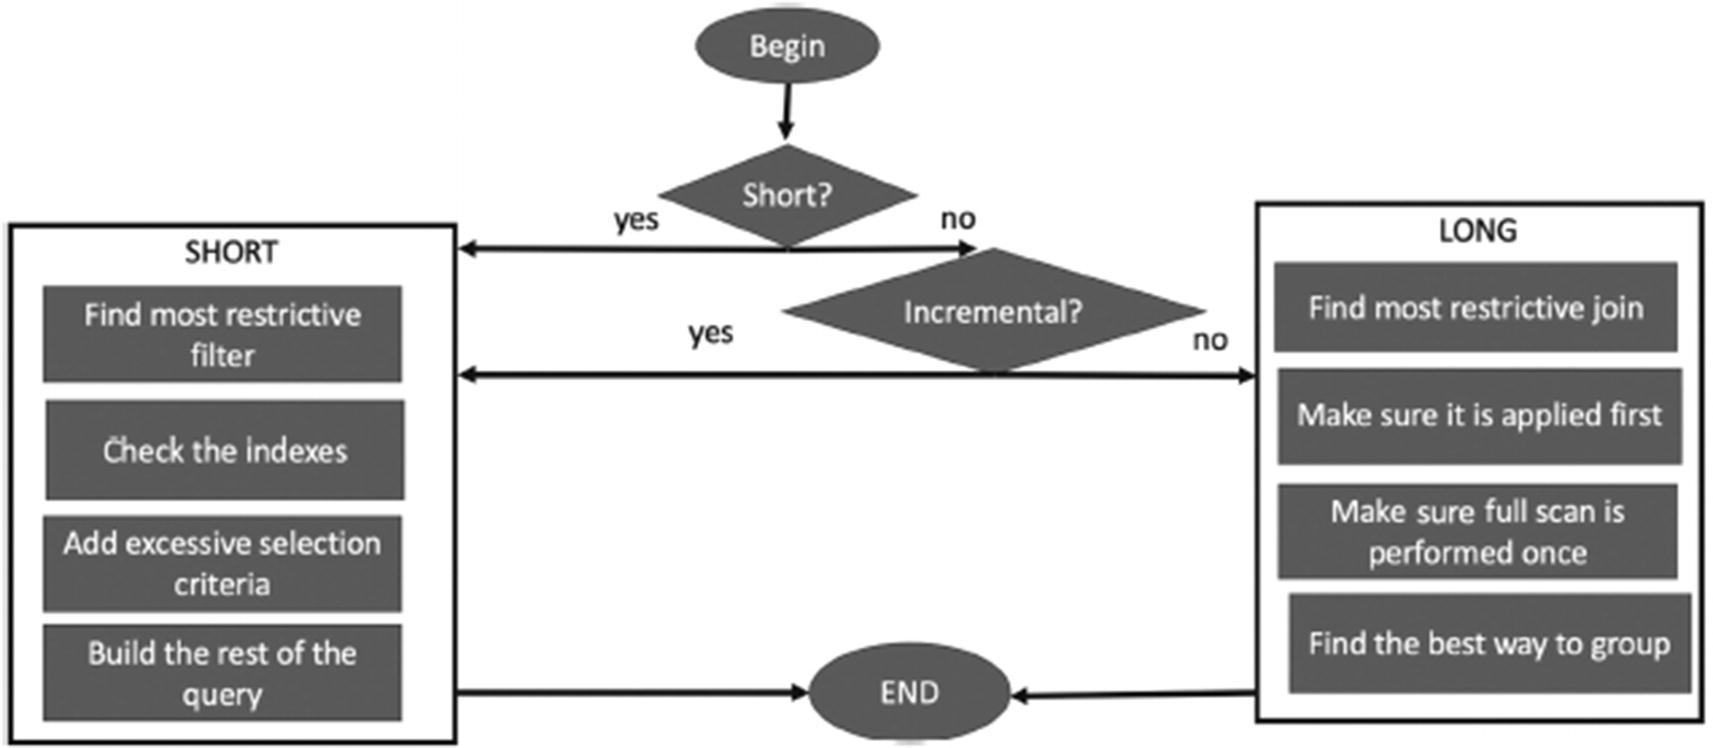 Begin
Short?
yes
no
SHORT
Find most restrictive
filter
Check the indexes
Add excessive selection
criteria
Build the rest of the
query
Incremental?
yes
no
LONG
Find most restrictive join
Make sure it is applied first
Make sure full scan is
performed once
Find the best way to group
END